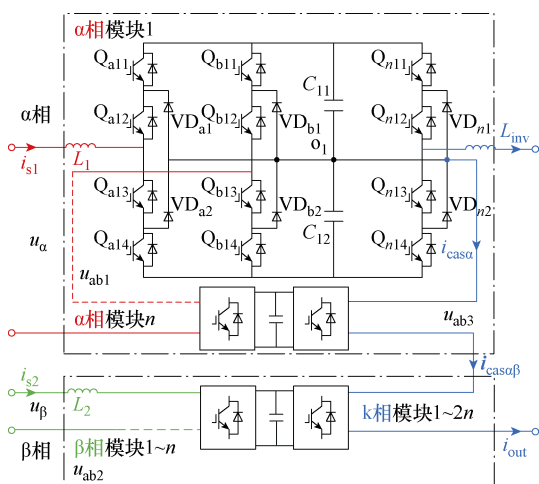 α相模块1
Qa11 Qb11 Qn11
C11
α相 Qa12 VDa1 Qb12 VDb1 Qn12 VDn1 Linv
o1
is1 L1
Qa13 VDa2 Qb13 VDb2 Qn13 VDn2
C12
uα Qa14 Qb14 Qn14 icasα
uab1
uab3
α相模块n
icasαβ
is2
uβ L2
k相模块1~2n
β相 β相模块1~n iout
uab2